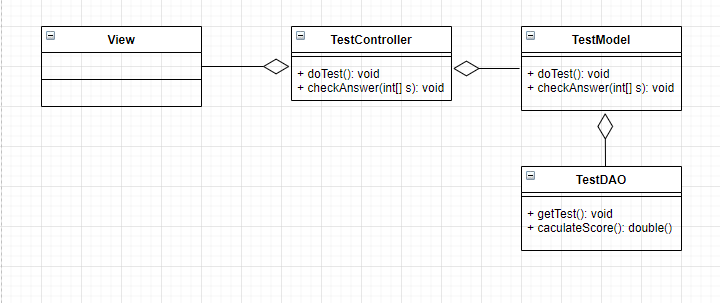 View
TestController
+ doTest(): void
+ checkAnswer(int[] s): void
TestModel
+ doTest(): void
+ checkAnswer(int[] s): void
TestDAO
+ getTest(): void
+ caculateScore(): double()